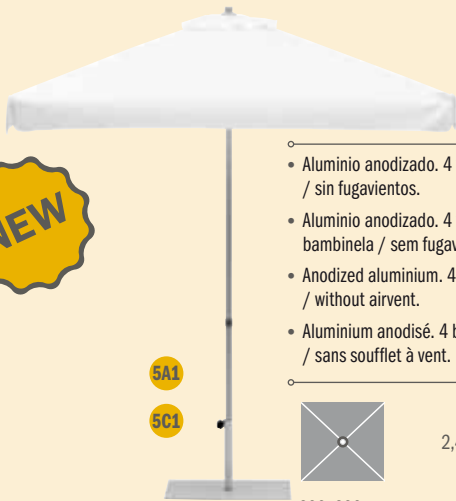 NEW
• Aluminio anodizado. 4
/ sin fugavientos.
• Aluminio anodizado. 4
bambinela / sem
• Anodized aluminium. 4
/ without airvent.
• Aluminium anodisé. 4
/ sans soufflet à vent.
5A1
5C1